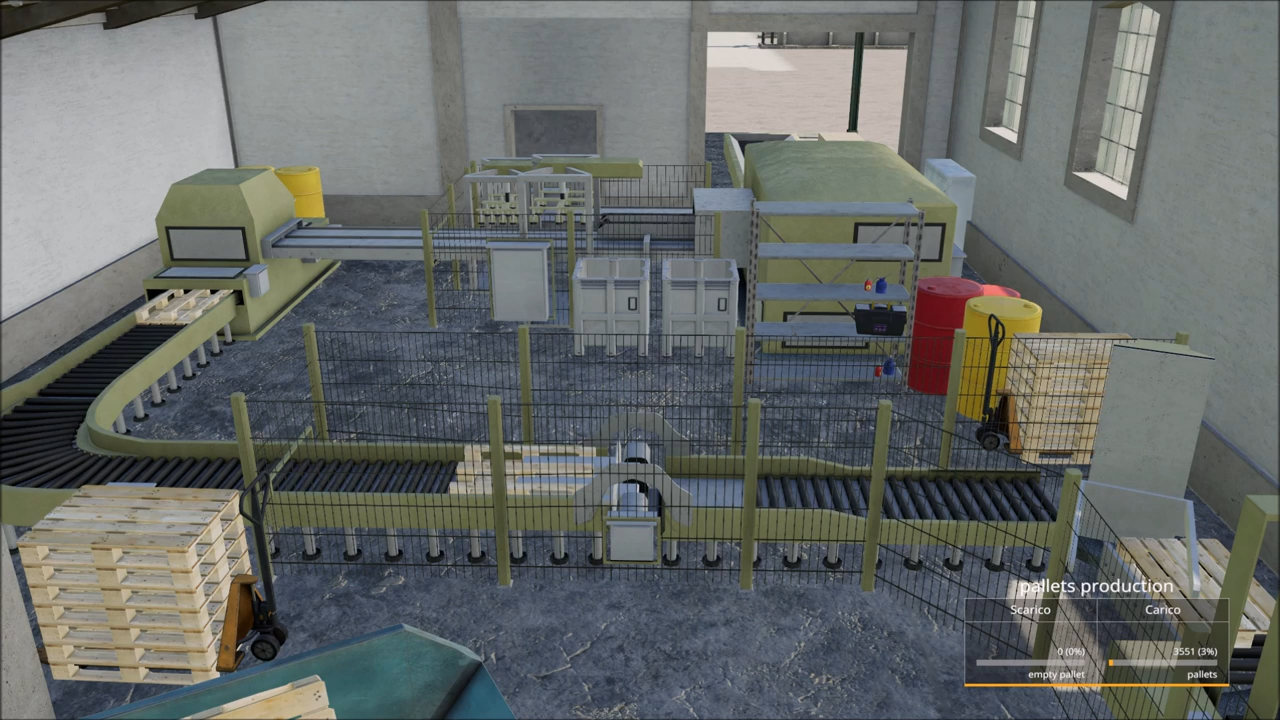 pallets production
Scarico Carico
0 (0%) 3551 (3%)
empty pallet pallets